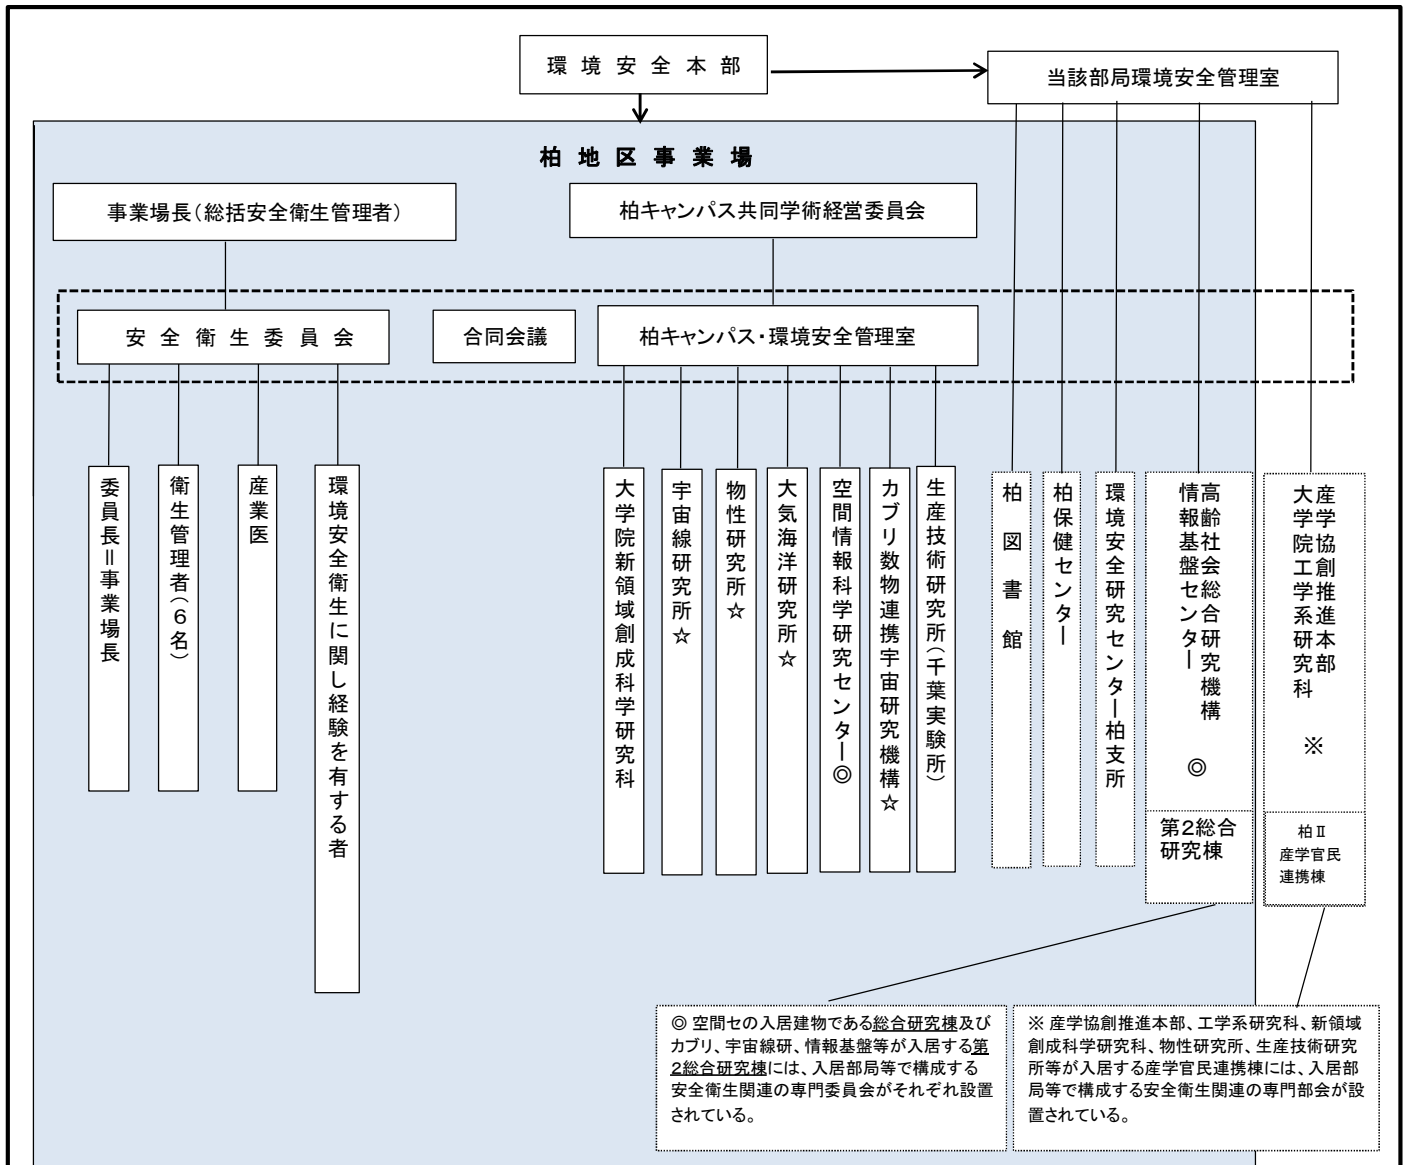 環境安全本部
当該部局環境安全管理室
柏地区事業場
事業場長（総括安全衛生管理者）
柏キャンパス共同学術経営委員会
安全衛生委員会
合同会議
柏キャンパス・環境安全管理室
委員長＝事業場長
衛生管理者（６名）
産業医
環境安全衛生に関し経験を有する者
大学院新領域創成科学研究科
宇宙線研究所☆
物性研究所☆
大気海洋研究所☆
空間情報科学研究センター◎
カブリ数物連携宇宙研究機構☆
生産技術研究所（千葉実験所）
柏図書館
柏保健センター
環境安全研究センター柏支所
高齢社会総合研究機構
情報基盤センター ◎
第2総合
研究棟
産学協創推進本部
大学院工学系研究科 ※
柏Ⅱ
産学官民
連携棟
◎ 空間セの入居建物である総合研究棟及び
カブリ、宇宙線研、情報基盤等が入居する第
2総合研究棟には、入居部局等で構成する
安全衛生関連の専門委員会がそれぞれ設置
されている。
※ 産学協創推進本部、工学系研究科、新領域
創成科学研究科、物性研究所、生産技術研究
所等が入居する産学官民連携棟には、入居部
局等で構成する安全衛生関連の専門部会が設
置されている。